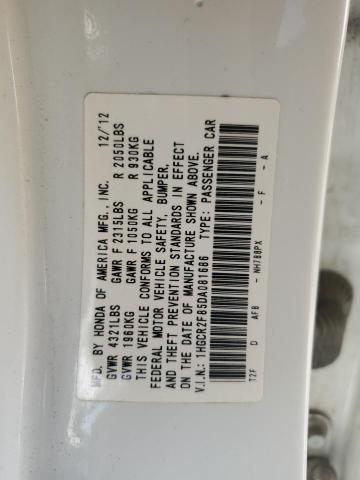 MFD. BY HONDA OF AMERICA MFG., INC. 12/'12
GVWR 4321LBS GAWR F 2315LBS R 2050LBS
GVWR 1960KG GAWR F 1050KG R 930KG
THIS VEHICLE CONFORMS TO ALL APPLICABLE
FEDERAL MOTOR VEHICLE SAFETY, BUMPER,
AND THEFT PREVENTION STANDARDS IN EFFECT
ON THE DATE OF MANUFACTURE SHOWN ABOVE.
V.I.N.: 1HGCR2F85DA081686 TYPE: PASSENGER CAR
T2F D AFB - NH788PX - F - A